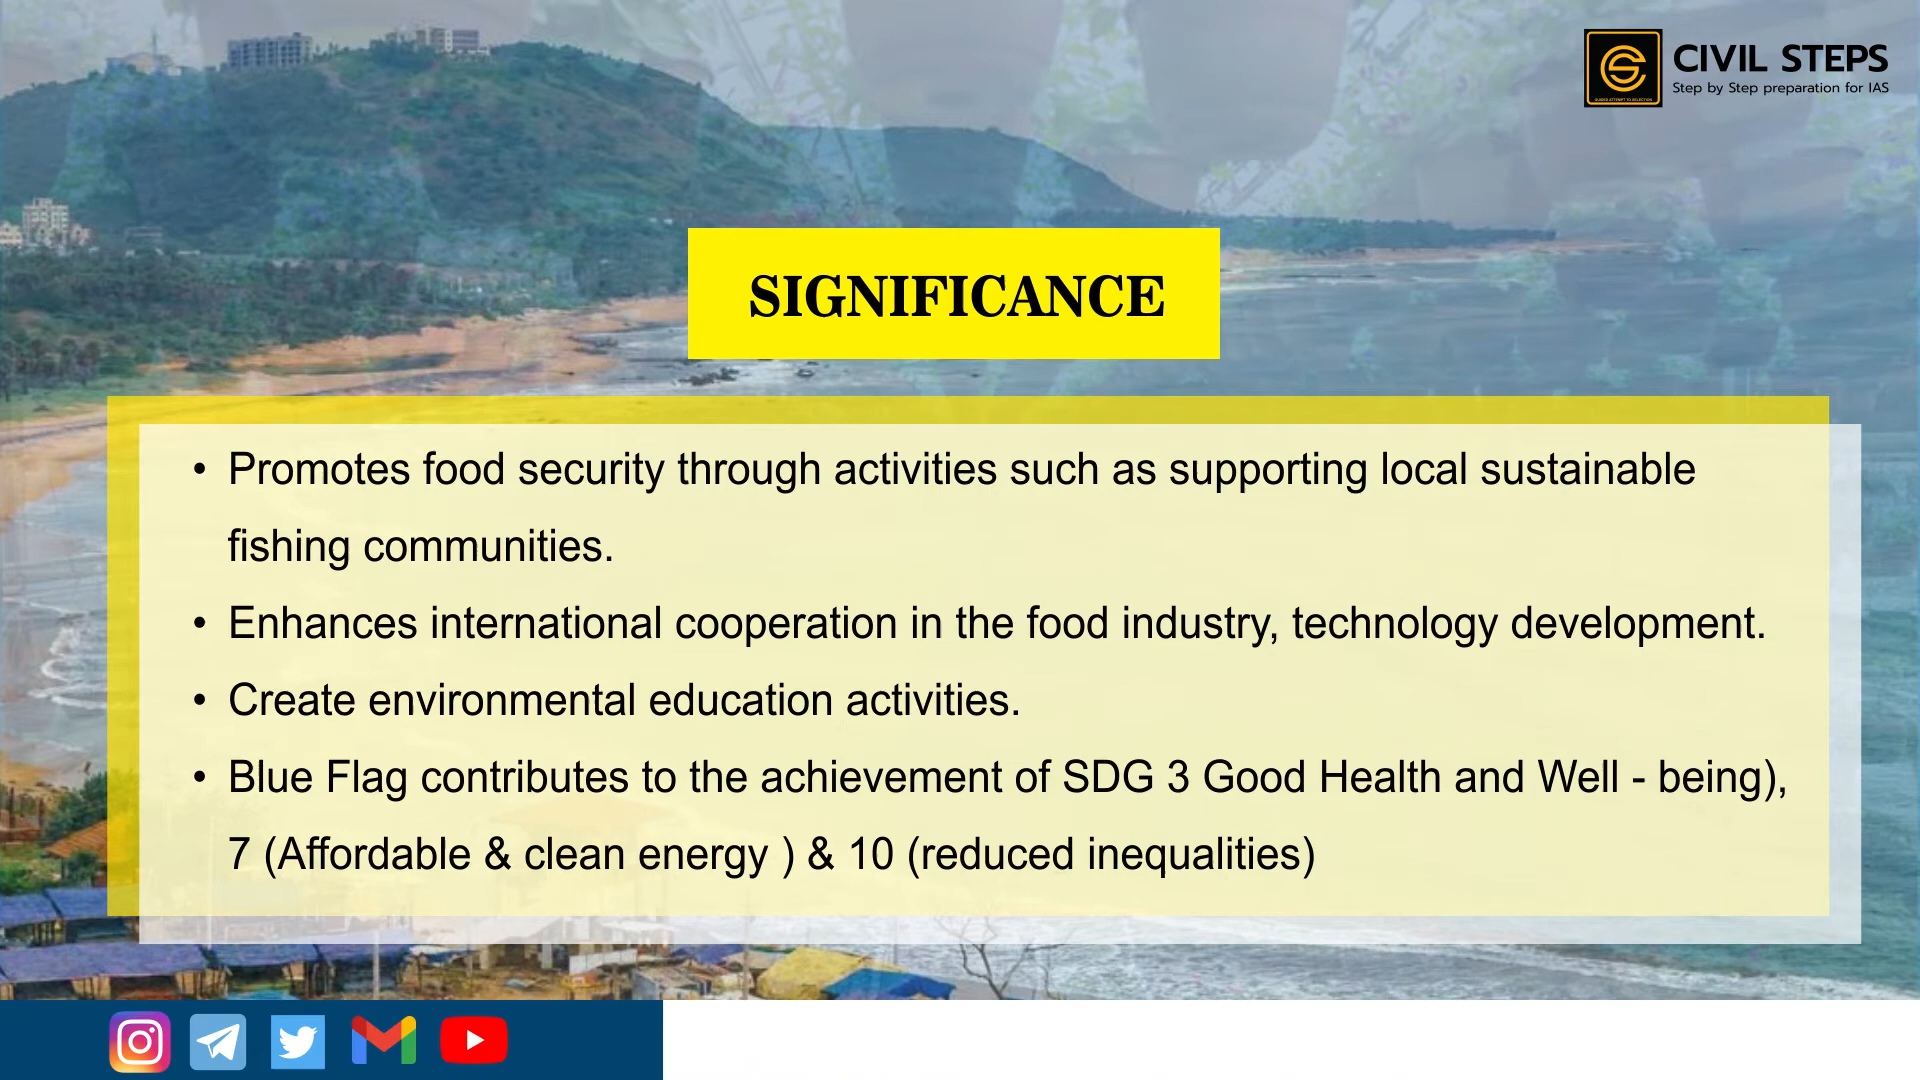 CIVIL STEPS
Step by Step preparation for IAS
SIGNIFICANCE
• Promotes food security through activities such as supporting local sustainable
fishing communities.
• Enhances international cooperation in the food industry, technology development.
• Create environmental education activities.
• Blue Flag contributes to the achievement of SDG 3 Good Health and Well - being),
7 (Affordable & clean energy ) & 10 (reduced inequalities)